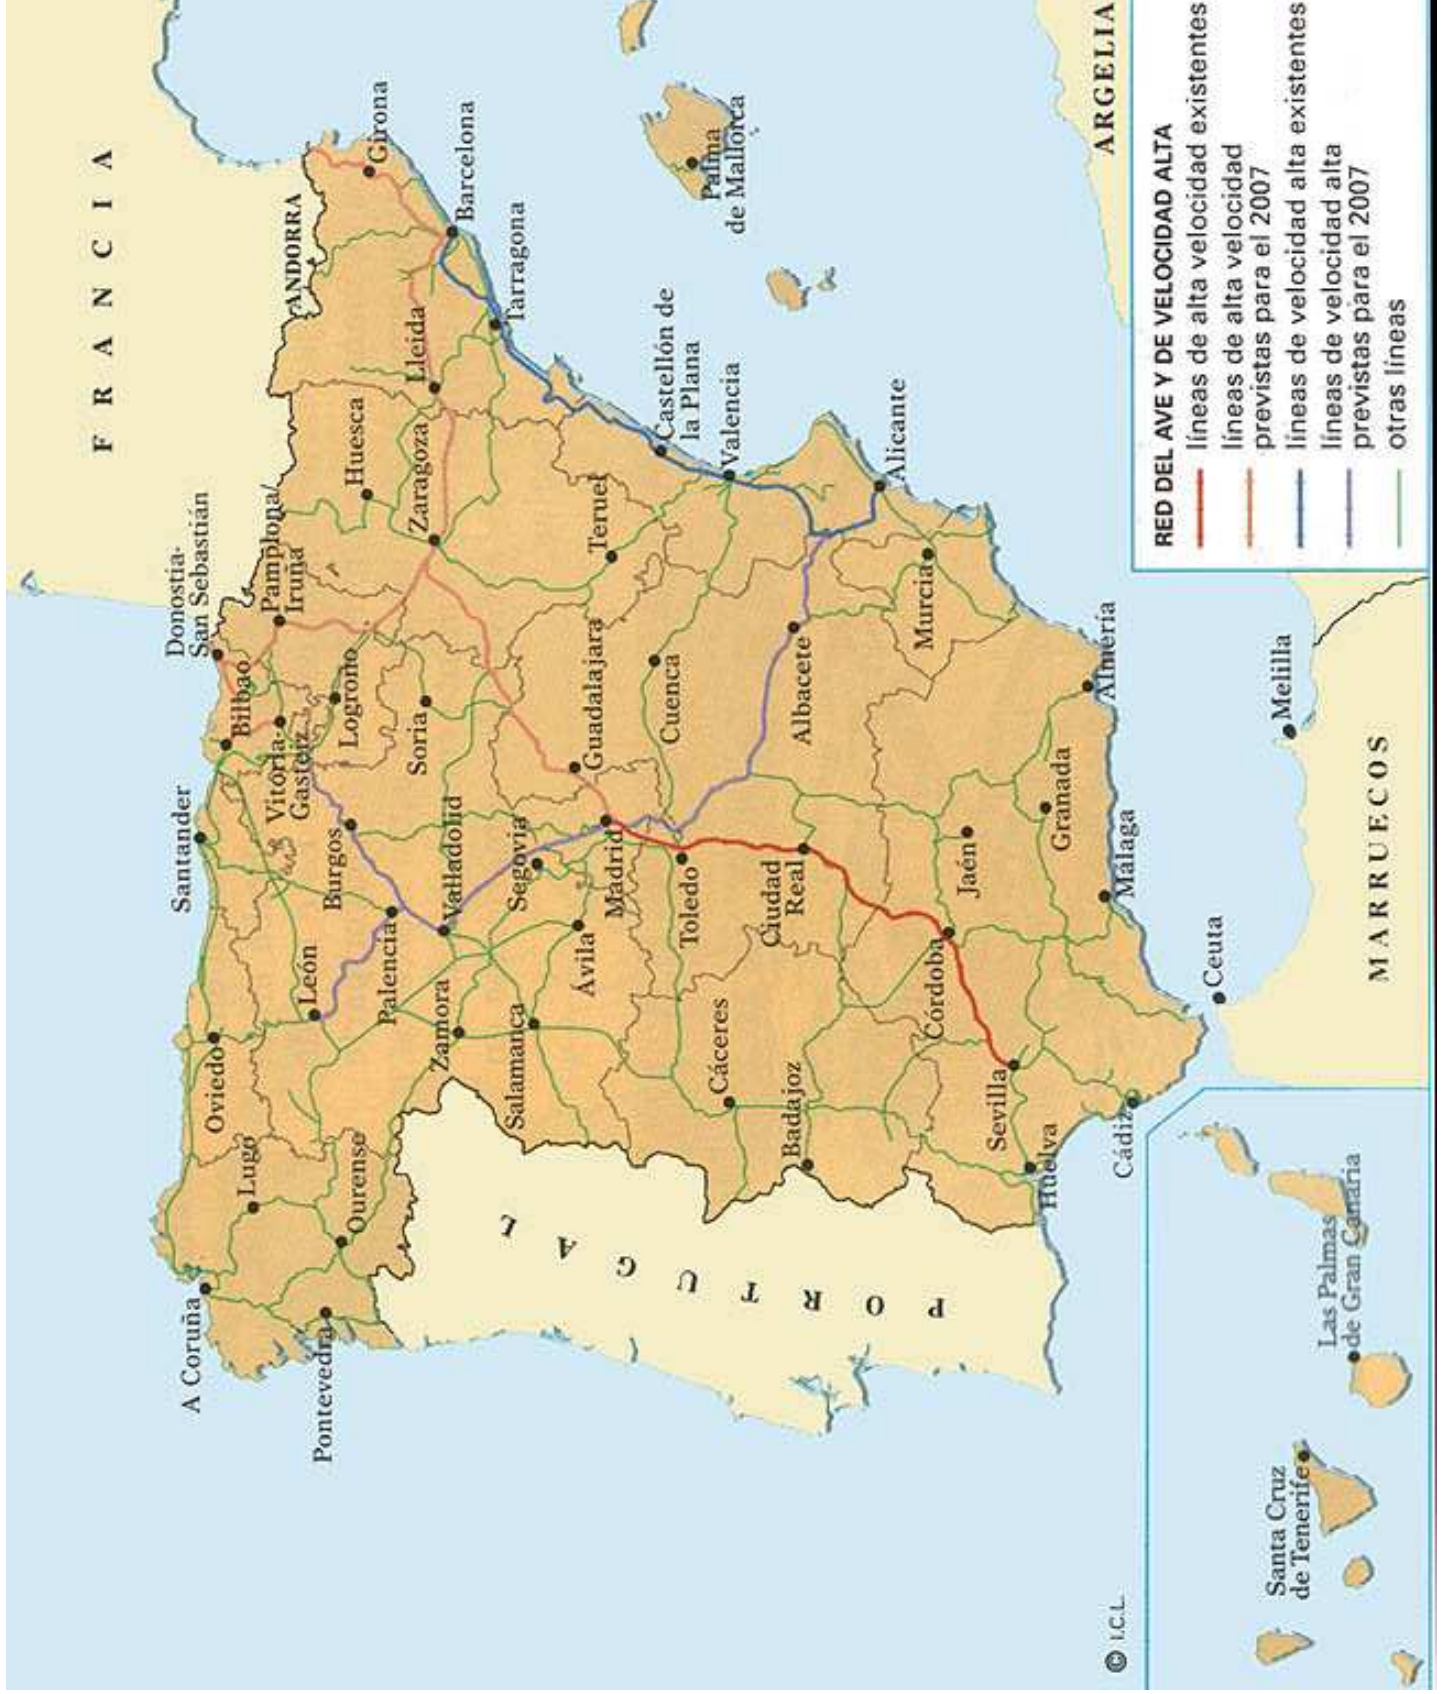 FRANCIA
ANDORRA
Donostia-
San Sebastián
Santander
A Coruña
Oviedo
Bilbao
Pamplona/
Iruña
Girona
Lugo
León
Vitoria-
Gasteiz
Logroño
Huesca
Barcelona
Pontevedra
Ourense
Palencia
Burgos
Soria
Zaragoza
Lleida
Tarragona
Zamora
Valladolid
Salamanca
Segovia
Ávila
Madrid
Guadalajara
Teruel
Castellón de
la Plana
Palma
de Mallorca
PORTUGAL
Cáceres
Toledo
Cuenca
Valencia
Badajoz
Ciudad
Real
Albacete
Alicante
Córdoba
Jaén
Murcia
Huelva
Sevilla
Granada
Almería
Cádiz
Málaga
Ceuta
Melilla
MARRUECOS
ARGELIA
© I.C.L.
Santa Cruz
de Tenerife
Las Palmas
de Gran Canaria
RED DEL AVE Y DE VELOCIDAD ALTA
líneas de alta velocidad existentes
líneas de alta velocidad
previstas para el 2007
líneas de velocidad alta existentes
líneas de velocidad alta
previstas para el 2007
otras líneas